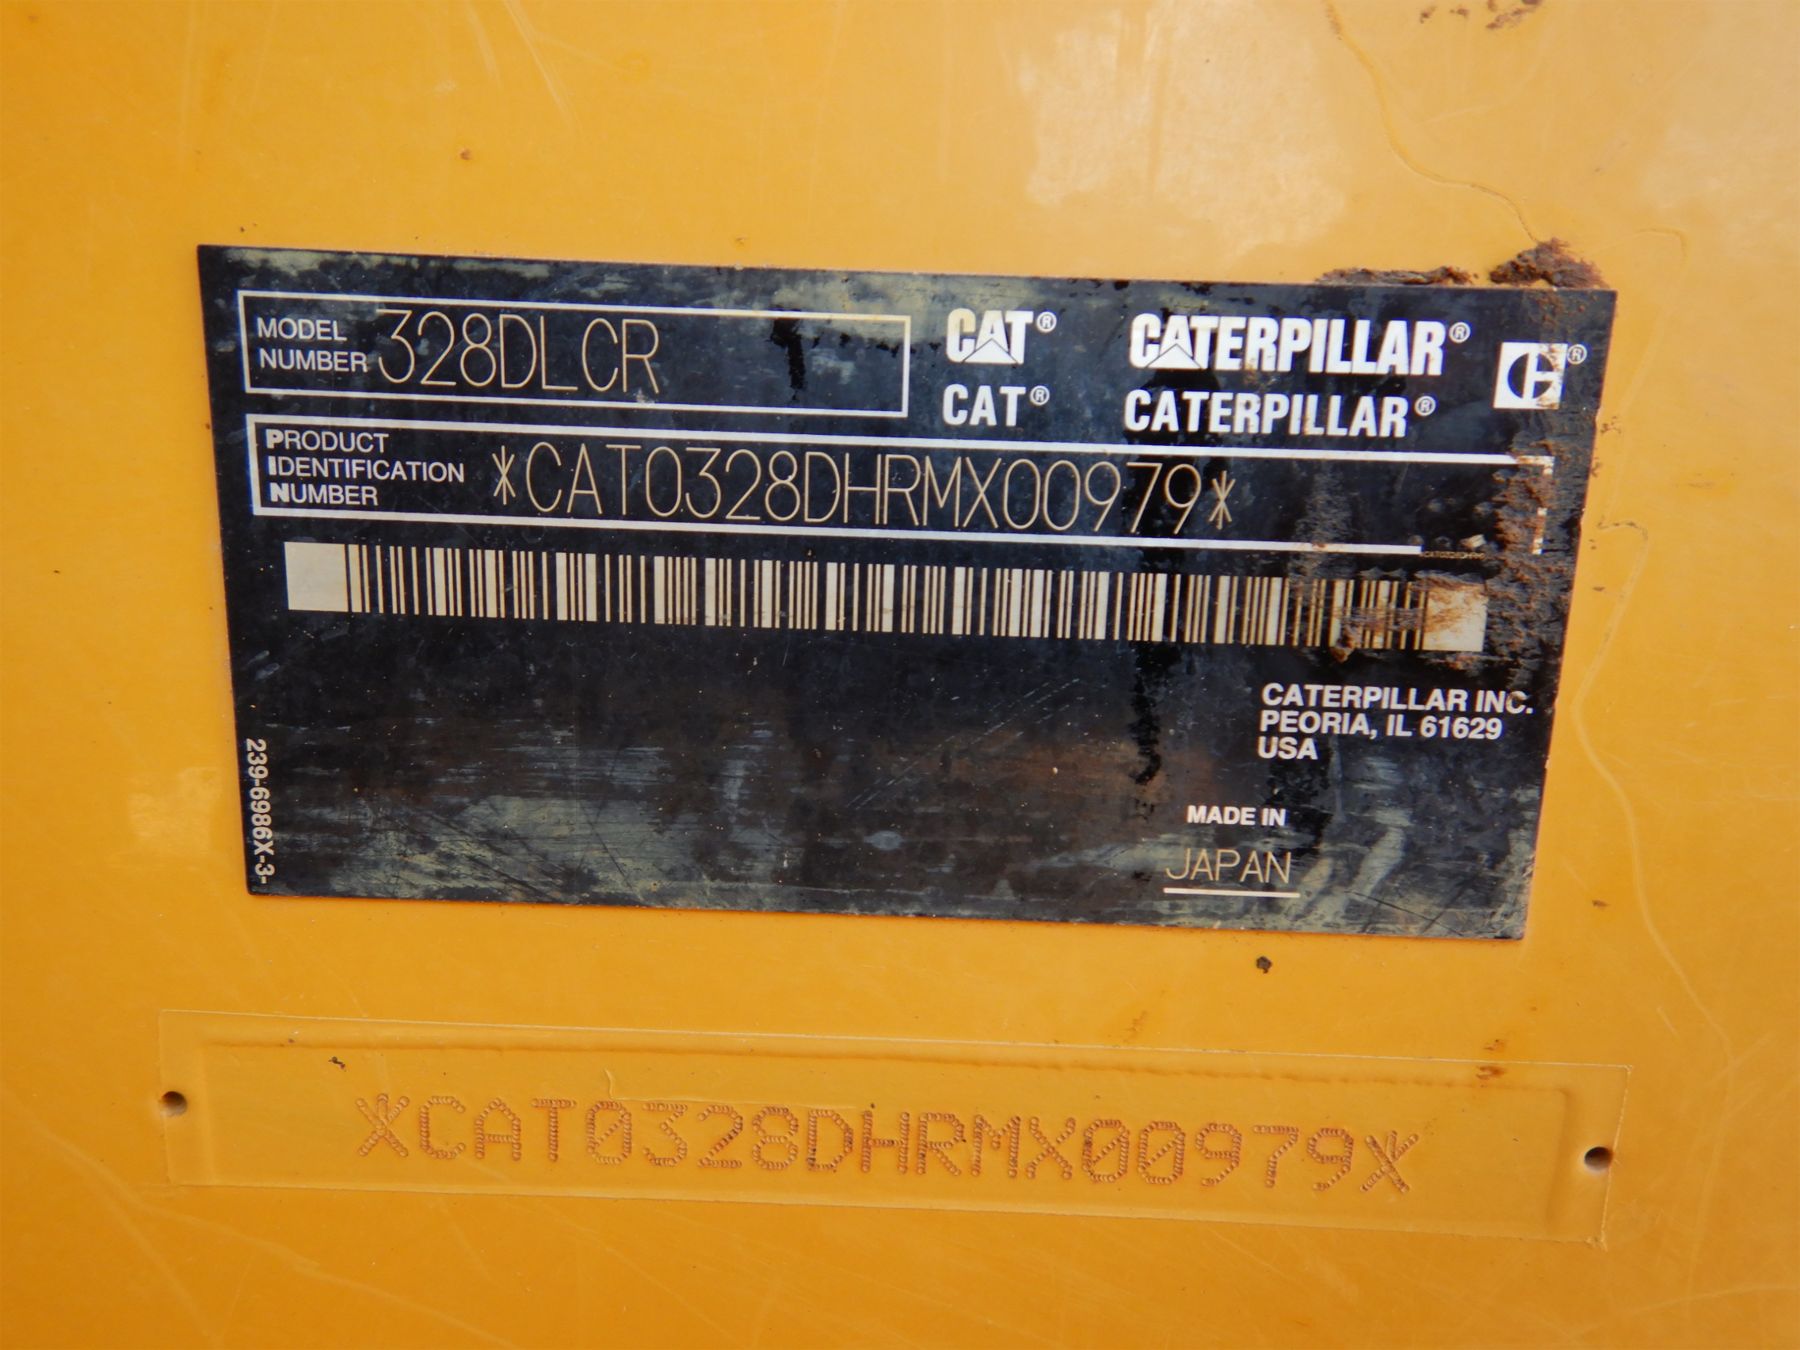 MODEL
NUMBER 328DLCR
CAT® CATERPILLAR® ®
CAT® CATERPILLAR®
PRODUCT
IDENTIFICATION
NUMBER *CAT0328DHRMX00979*
CATERPILLAR INC.
PEORIA, IL 61629
USA
MADE IN
JAPAN
239-6986X-3-
*CAT0328DHRMX00979*